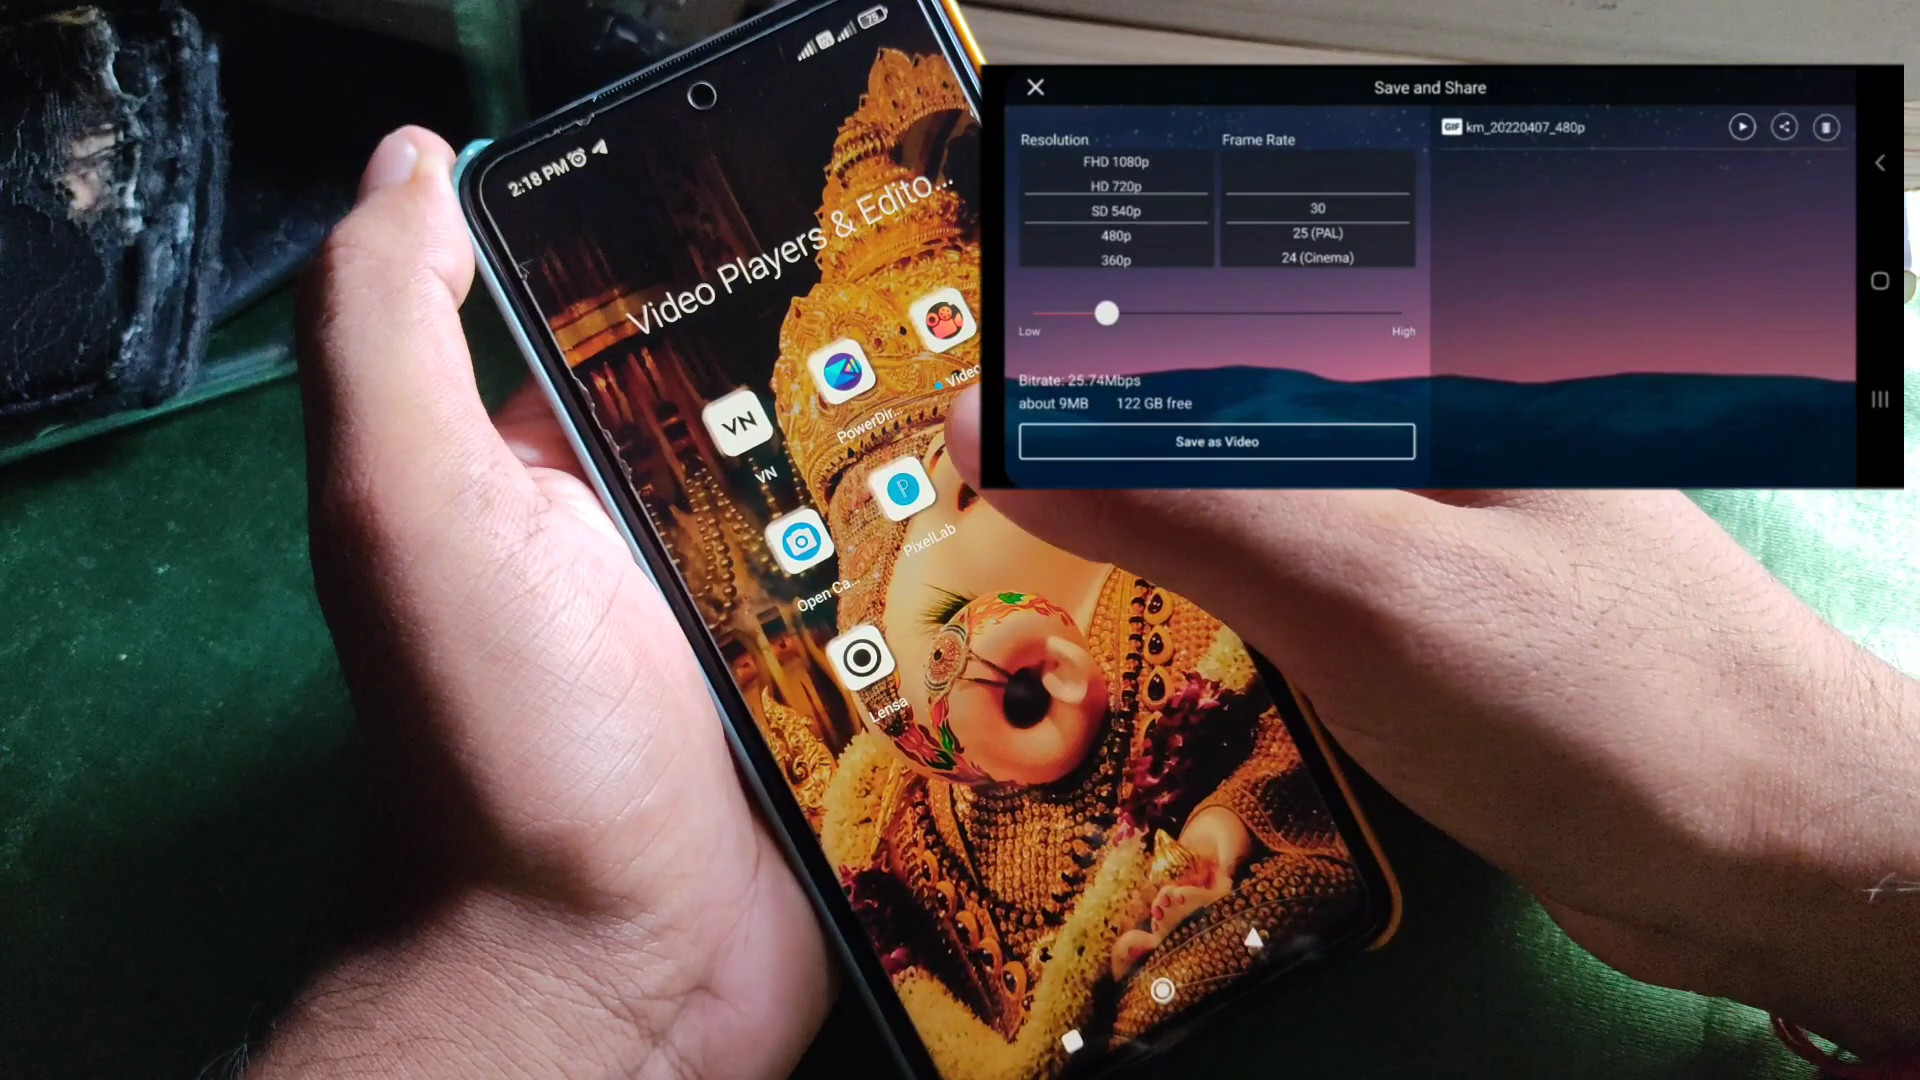 75
2:18 PM
Video Players & Edito...
VN
VN
PowerDir...
Video
Open Ca...
P
PixelLab
Lensa
Save and Share
Resolution
Frame Rate
FHD 1080p
HD 720p
SD 540p
480p
360p
30
25 (PAL)
24 (Cinema)
Low
High
Bitrate: 25.74Mbps
about 9MB 122 GB free
Save as Video
GIF km_20220407_480p